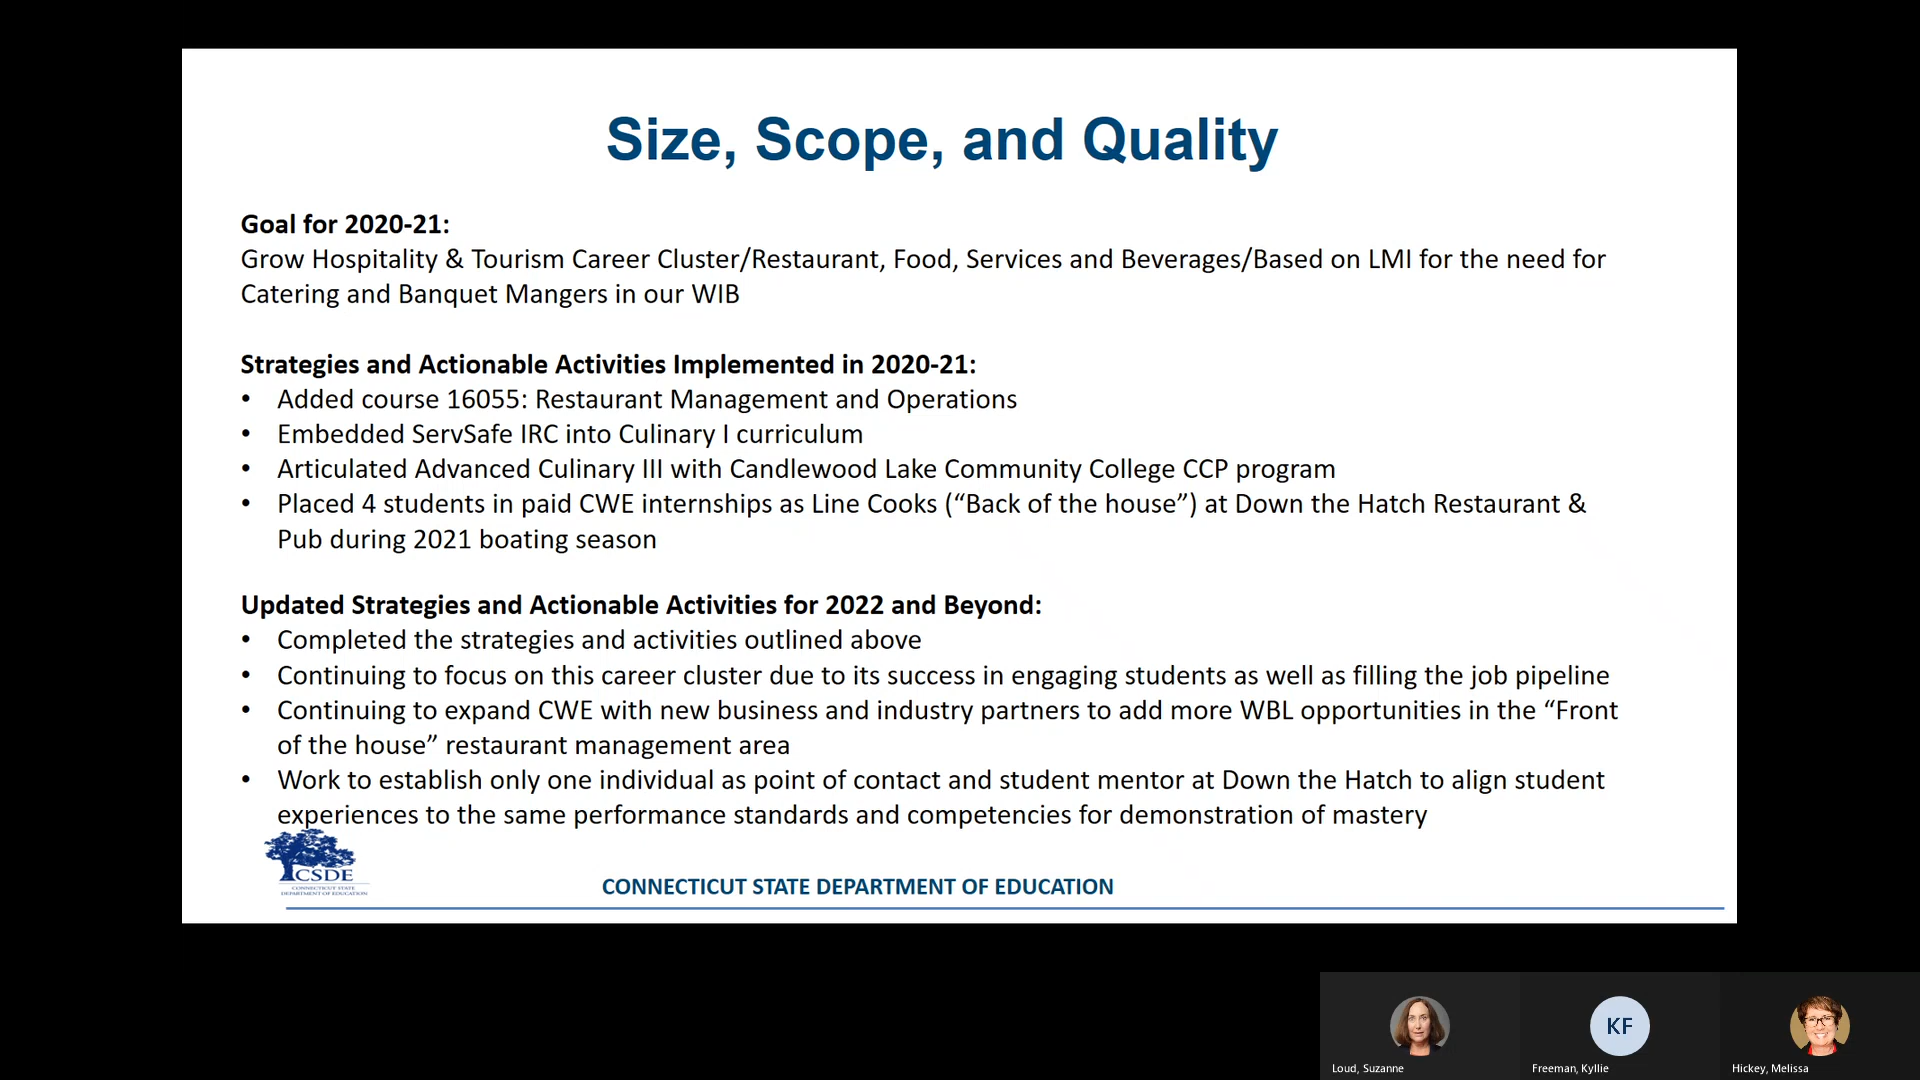 Size, Scope, and Quality
Goal for 2020-21:
Grow Hospitality & Tourism Career Cluster/Restaurant, Food, Services and Beverages/Based on LMI for the need for
Catering and Banquet Mangers in our WIB
Strategies and Actionable Activities Implemented in 2020-21:
• Added course 16055: Restaurant Management and Operations
• Embedded ServSafe IRC into Culinary I curriculum
• Articulated Advanced Culinary III with Candlewood Lake Community College CCP program
• Placed 4 students in paid CWE internships as Line Cooks (“Back of the house”) at Down the Hatch Restaurant &
Pub during 2021 boating season
Updated Strategies and Actionable Activities for 2022 and Beyond:
• Completed the strategies and activities outlined above
• Continuing to focus on this career cluster due to its success in engaging students as well as filling the job pipeline
• Continuing to expand CWE with new business and industry partners to add more WBL opportunities in the “Front
of the house” restaurant management area
• Work to establish only one individual as point of contact and student mentor at Down the Hatch to align student
experiences to the same performance standards and competencies for demonstration of mastery
CSDE
CONNECTICUT STATE
DEPARTMENT OF EDUCATION
CONNECTICUT STATE DEPARTMENT OF EDUCATION
KF
Loud, Suzanne
Freeman, Kyllie
Hickey, Melissa